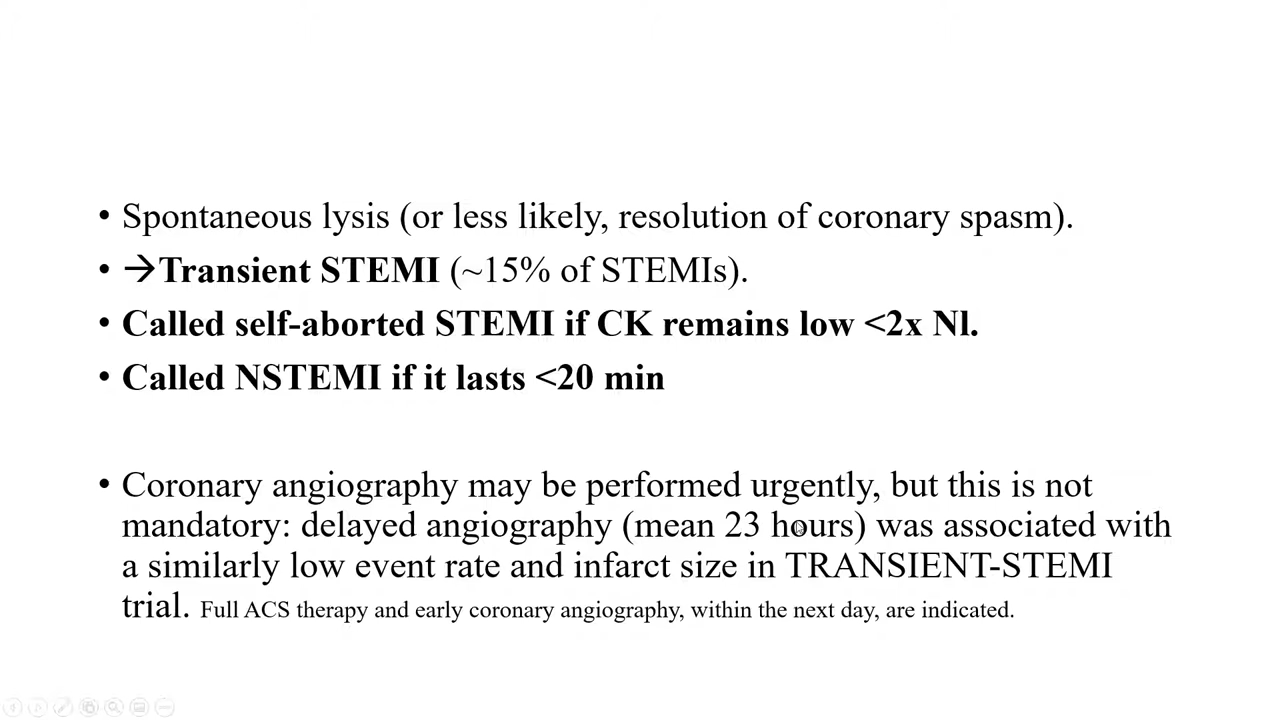 • Spontaneous lysis (or less likely, resolution of coronary spasm).
• →Transient STEMI (~15% of STEMIs).
• Called self-aborted STEMI if CK remains low <2x Nl.
• Called NSTEMI if it lasts <20 min
• Coronary angiography may be performed urgently, but this is not
mandatory: delayed angiography (mean 23 hours) was associated with
a similarly low event rate and infarct size in TRANSIENT-STEMI
trial. Full ACS therapy and early coronary angiography, within the next day, are indicated.